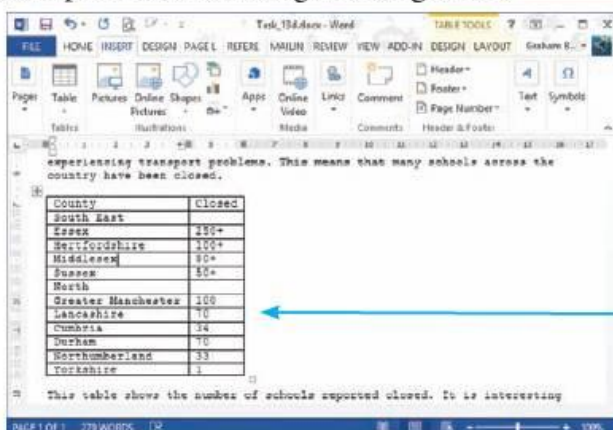 Task_13d.docx - Word
TABLE TOOLS
FILE HOME INSERT DESIGN PAGE L REFERE MAILIN REVIEW VIEW ADD-IN DESIGN LAYOUT
Pages Table Pictures Online Pictures Shapes Apps Online Video Links Comment Header Footer Page Number Text Symbols
Tables Illustrations Media Comments Header & Footer
experiencing transport problems. This means that many schools across the
country have been closed.
County Closed
South East
Essex 250+
Hertfordshire 100+
Middlesex 80+
Sussex 50+
North
Greater Manchester 100
Lancashire 70
Cumbria 34
Durham 70
Northumberland 33
Yorkshire 1
This table shows the number of schools reported closed. It is interesting
PAGE 1 OF 1 279 WORDS 100%